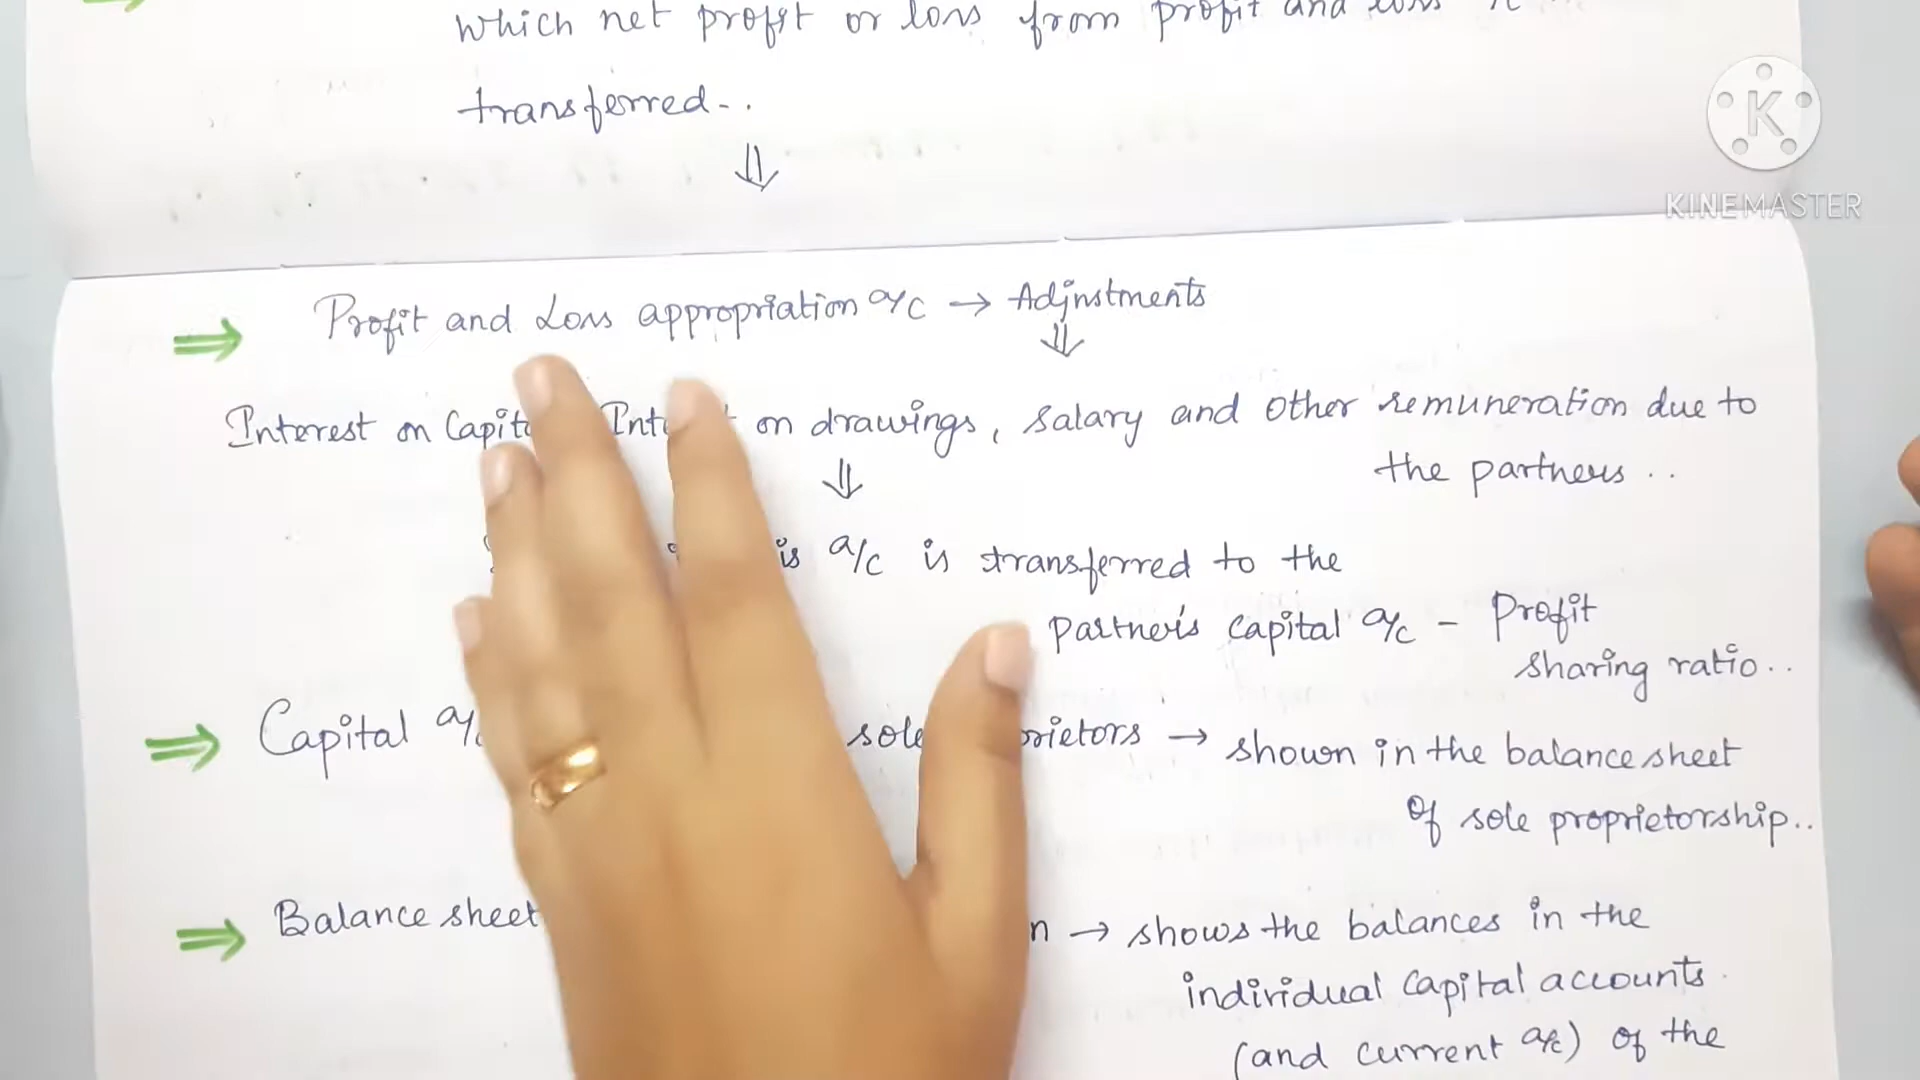 which net profit or loss from profit and loss
transferred..
Profit and Loss appropriation a/c → Adjustments
Interest on on drawings, salary and other remuneration due to
the partners ..
is a/c is transferred to the
partner's capital a/c - Profit
sharing ratio..
Capital sole → shown in the balance sheet
of sole proprietorship..
Balance sheet → shows the balances in the
individual capital accounts
(and current a/c) of the
KINEMASTER